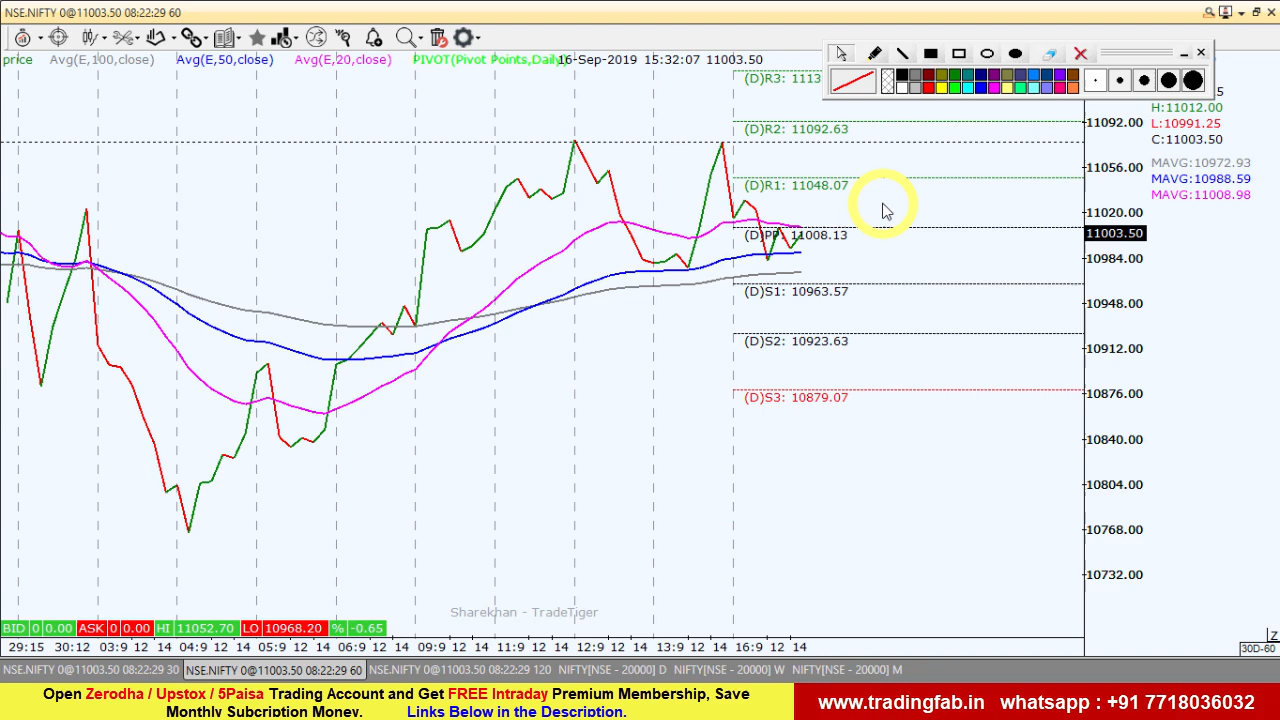 NSE.NIFTY 0@11003.50 08:22:29 60
price Avg(E,100,close) Avg(E,50,close) Avg(E,20,close) PIVOT(Pivot Points,Daily) 16-Sep-2019 15:32:07 11003.50
(D)R3: 1113
H:11012.00
L:10991.25
C:11003.50
MAVG:10972.93
MAVG:10988.59
MAVG:11008.98
(D)R2: 11092.63
(D)R1: 11048.07
(D)PP: 11008.13
(D)S1: 10963.57
(D)S2: 10923.63
(D)S3: 10879.07
11092.00
11056.00
11020.00
11003.50
10984.00
10948.00
10912.00
10876.00
10840.00
10804.00
10768.00
10732.00
Sharekhan - TradeTiger
BID 0 0.00 ASK 0 0.00 HI 11052.70 LO 10968.20 % -0.65
29:15 30:12 03:9 12 14 04:9 12 14 05:9 12 14 06:9 12 14 09:9 12 14 11:9 12 14 12:9 12 14 13:9 12 14 16:9 12 14
Z
30D-60
NSE.NIFTY 0@11003.50 08:22:29 30 NSE.NIFTY 0@11003.50 08:22:29 60 NSE.NIFTY 0@11003.50 08:22:29 120 NIFTY[NSE - 20000] D NIFTY[NSE - 20000] W NIFTY[NSE - 20000] M
Open Zerodha / Upstox / 5Paisa Trading Account and Get FREE Intraday Premium Membership, Save
Monthly Subcription Money. Links Below in the Description.
www.tradingfab.in whatsapp : +91 7718036032